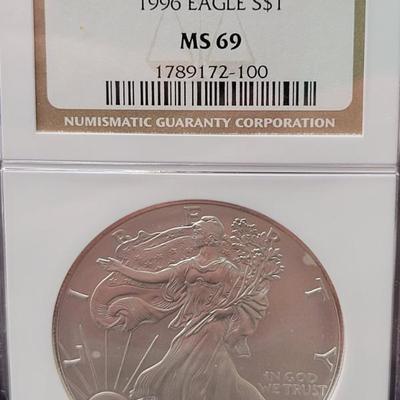 1996 EAGLE S$1
MS 69
1789172-100
NUMISMATIC GUARANTY CORPORATION
LIBERTY
IN GOD
WE TRUST